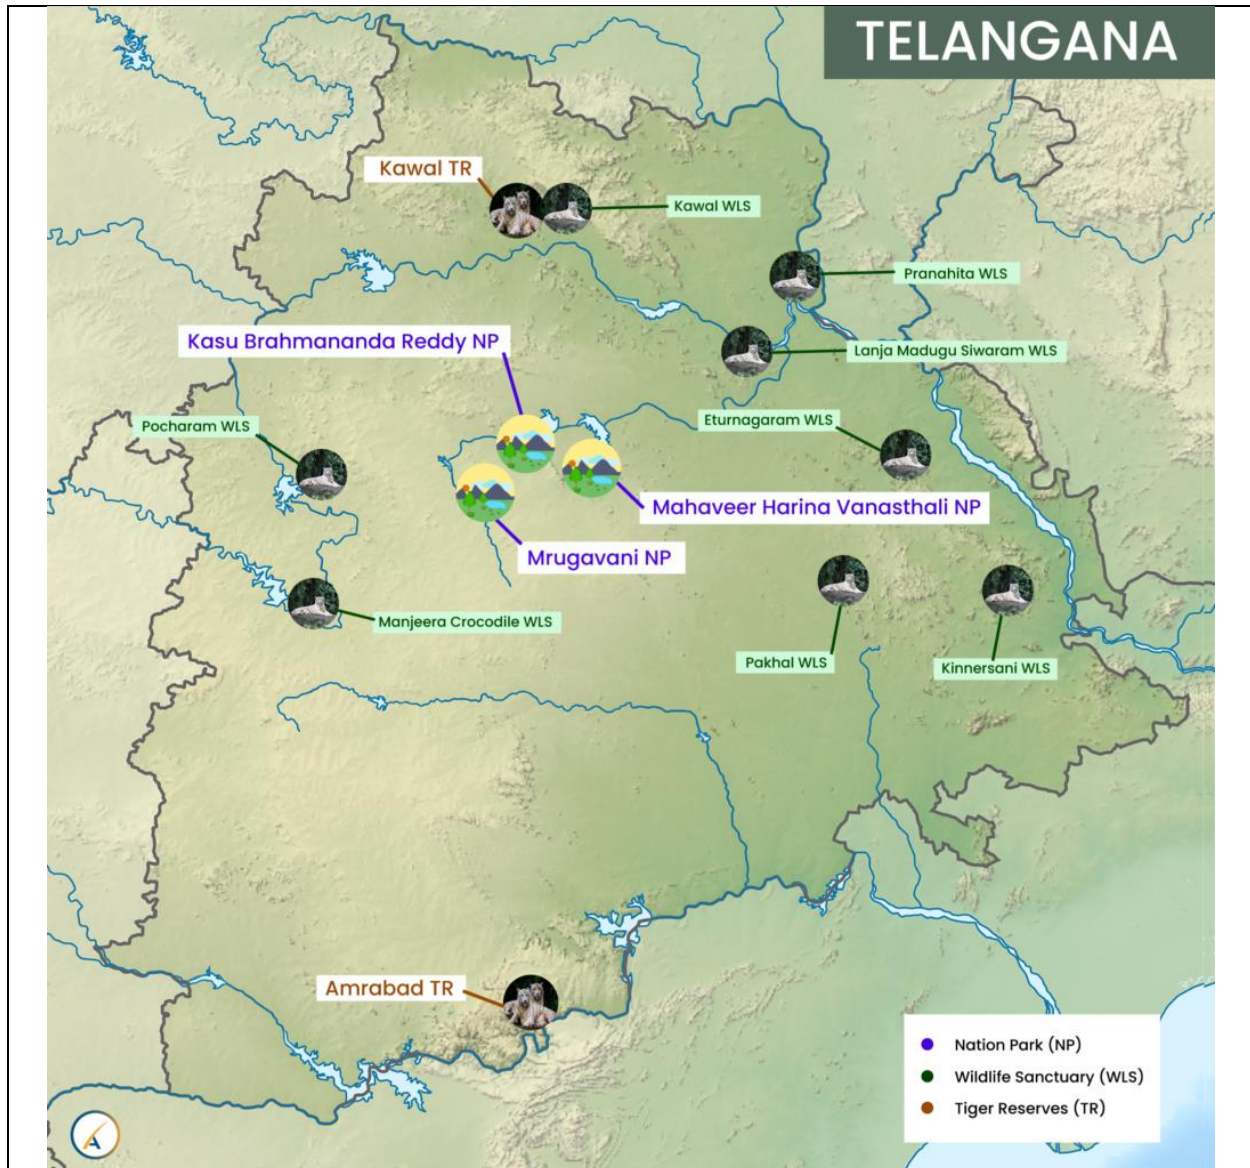 TELANGANA
Kawal TR
Kawal WLS
Pranahita WLS
Kasu Brahmananda Reddy NP
Lanja Madugu Siwaram WLS
Pocharam WLS
Eturnagaram WLS
Mahaveer Harina Vanasthali NP
Mrugavani NP
Manjeera Crocodile WLS
Pakhal WLS
Kinnersani WLS
Amrabad TR
Nation Park (NP)
Wildlife Sanctuary (WLS)
Tiger Reserves (TR)
A